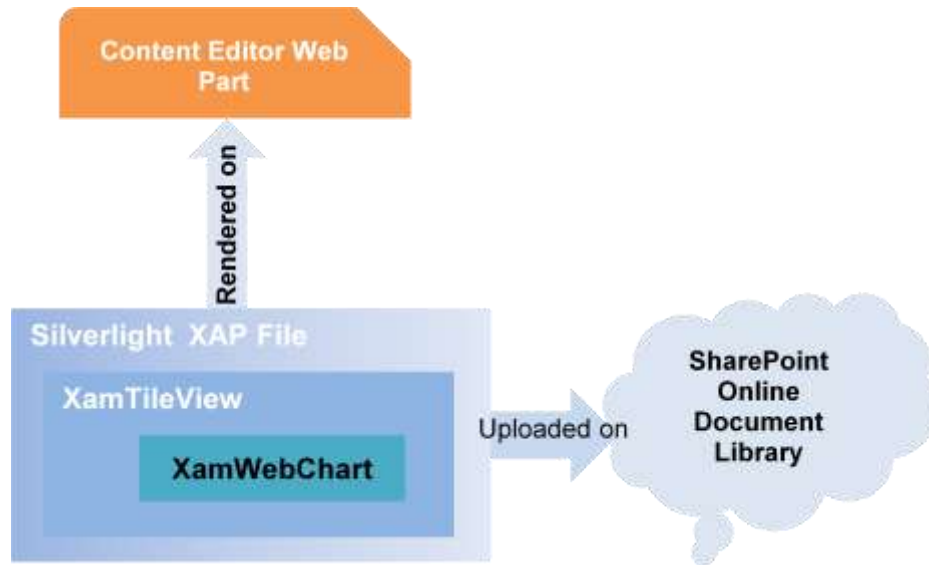 Content Editor Web
Part
Rendered on
Silverlight XAP File
XamTileView
XamWebChart
Uploaded on
SharePoint
Online
Document
Library